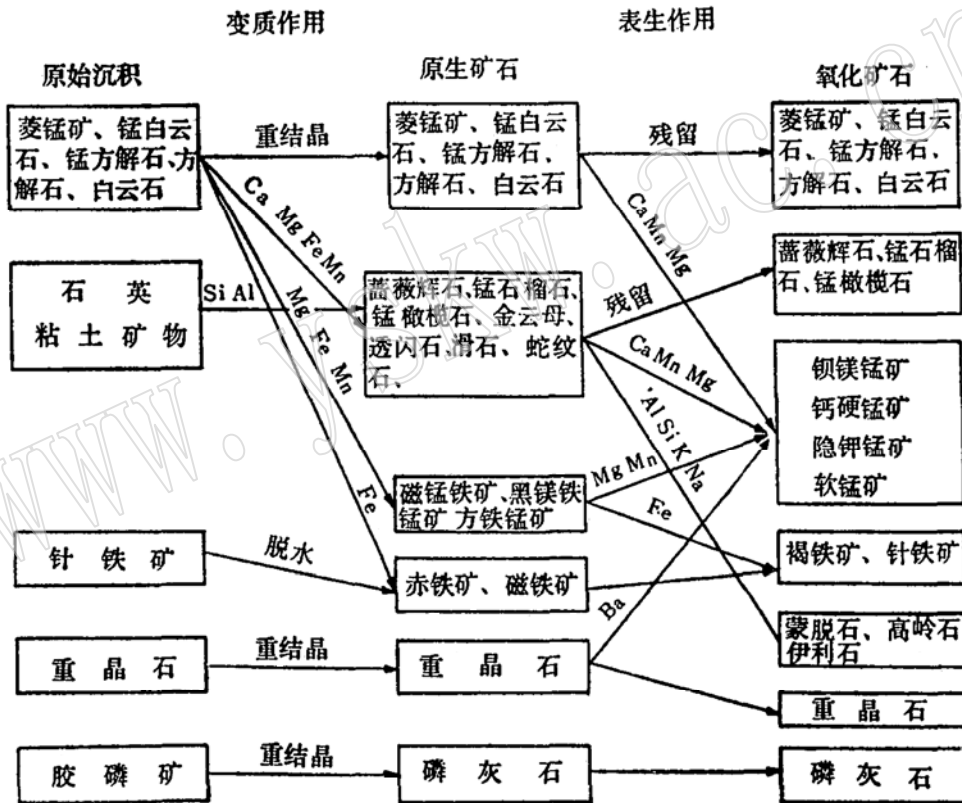 变质作用
表生作用
原始沉积
原生矿石
氧化矿石
菱锰矿、锰白云
石、锰方解石、方
解石、白云石
重结晶
菱锰矿、锰白云
石、锰方解石、
方解石、白云石
残留
菱锰矿、锰白云
石、锰方解石、
方解石、白云石
Ca Mg Fe Mn
Ca Mn Mg
石英
粘土矿物
Si Al
Mg Fe Mn
蔷薇辉石、锰石榴石、
锰橄榄石、金云母、
透闪石、滑石、蛇纹
石、
残留
蔷薇辉石、锰石榴
石、锰橄榄石
Ca Mn Mg
Al Si K Na
钡镁锰矿
钙硬锰矿
隐钾锰矿
软锰矿
Fe
磁锰铁矿、黑镁铁
锰矿 方铁锰矿
Mg Mn
Fe
针铁矿
脱水
赤铁矿、磁铁矿
褐铁矿、针铁矿
Ba
蒙脱石、高岭石
伊利石
重晶石
重结晶
重晶石
重晶石
胶磷矿
重结晶
磷灰石
磷灰石
www.yskw.ac.cn